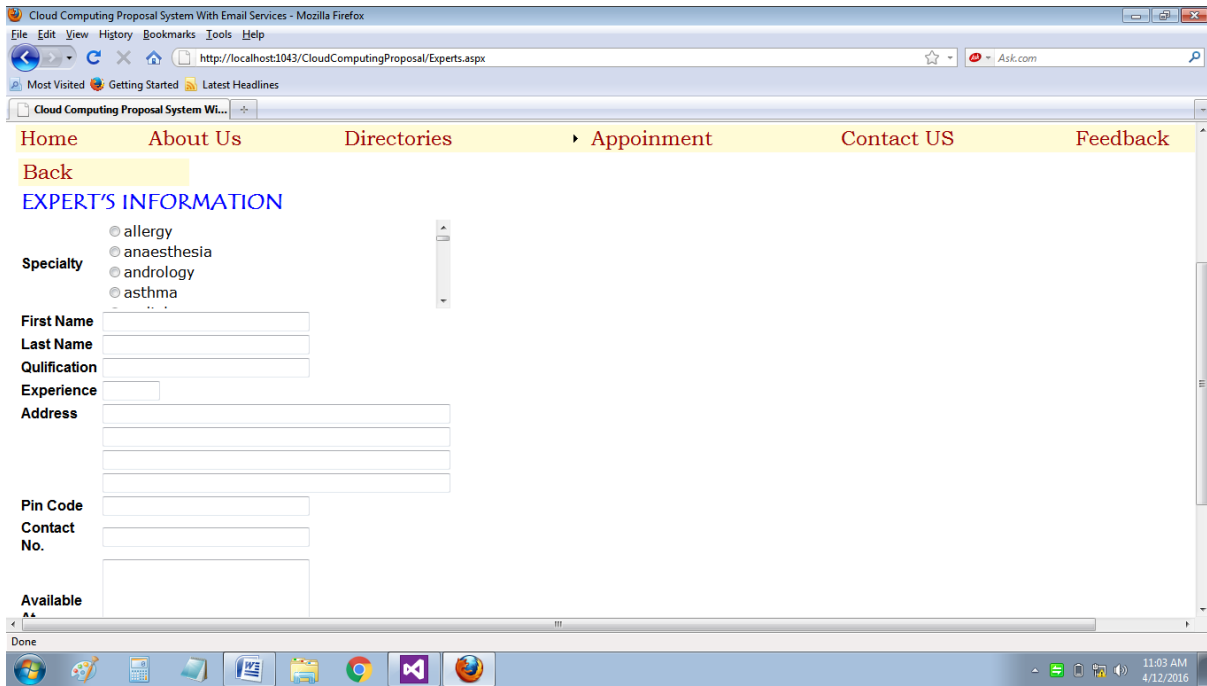 Cloud Computing Proposal System With Email Services - Mozilla Firefox
File Edit View History Bookmarks Tools Help
http://localhost:1043/CloudComputingProposal/Experts.aspx
Ask.com
Most Visited Getting Started Latest Headlines
Cloud Computing Proposal System Wi...
Home About Us Directories Appoinment Contact US Feedback
Back
EXPERT'S INFORMATION
Specialty
allergy
anaesthesia
andrology
asthma
First Name
Last Name
Qulification
Experience
Address
Pin Code
Contact
No.
Available
Done
11:03 AM
4/12/2016